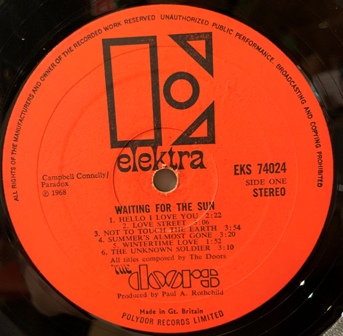 ALL RIGHTS OF THE MANUFACTURERS AND OWNER OF THE RECORDED WORK RESERVED UNAUTHORIZED PUBLIC PERFORMANCE, BROADCASTING AND COPYING PROHIBITED
elektra
Campbell Connelly/
Paradox
℗ 1968
EKS 74024
SIDE ONE
STEREO
WAITING FOR THE SUN
1. HELLO I LOVE YOU 2:22
2. LOVE STREET 3:06
3. NOT TO TOUCH THE EARTH 3:54
4. SUMMER'S ALMOST GONE 3:20
5. WINTERTIME LOVE 1:52
6. THE UNKNOWN SOLDIER 3:10
All titles composed by The Doors
THE doors
Produced by Paul A. Rothchild
Made in Gt. Britain
POLYDOR RECORDS LIMITED